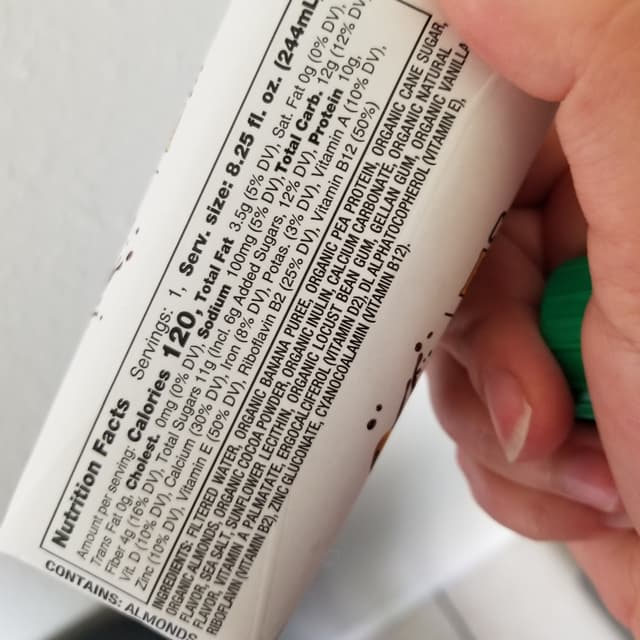 Nutrition Facts Servings: 1, Serv. size: 8.25 fl. oz. (244mL
Amount per serving: Calories 120, Total Fat 3.5g (5% DV), Sat. Fat 0g (0% DV),
Trans Fat 0g, Cholest. 0mg (0% DV), Sodium 100mg (5% DV), Total Carb. 12g (12% DV
Fiber 4g (16% DV), Total Sugars 11g (Incl. 6g Added Sugars, 12% DV), Protein 10g,
Vit. D (10% DV), Calcium (30% DV), Iron (8% DV), Potas. (3% DV), Vitamin A (10% DV),
Zinc (10% DV), Vitamin E (50% DV), Riboflavin B2 (25% DV), Vitamin B12 (50%)
INGREDIENTS: FILTERED WATER, ORGANIC BANANA PUREE, ORGANIC PEA PROTEIN, ORGANIC CANE SUGAR,
ORGANIC ALMONDS, ORGANIC COCOA POWDER, ORGANIC INULIN, CALCIUM CARBONATE, ORGANIC NATURAL
FLAVOR, SEA SALT, SUNFLOWER LECITHIN, ORGANIC LOCUST BEAN GUM, GELLAN GUM, ORGANIC VANILLA
FLAVOR, VITAMIN A PALMATATE, ERGOCALCIFEROL (VITAMIN D2), DL ALPHATOCOPHEROL (VITAMIN E),
RIBOFLAVIN (VITAMIN B2), ZINC GLUCONATE, CYANOCOALAMIN (VITAMIN B12).
CONTAINS: ALMONDS